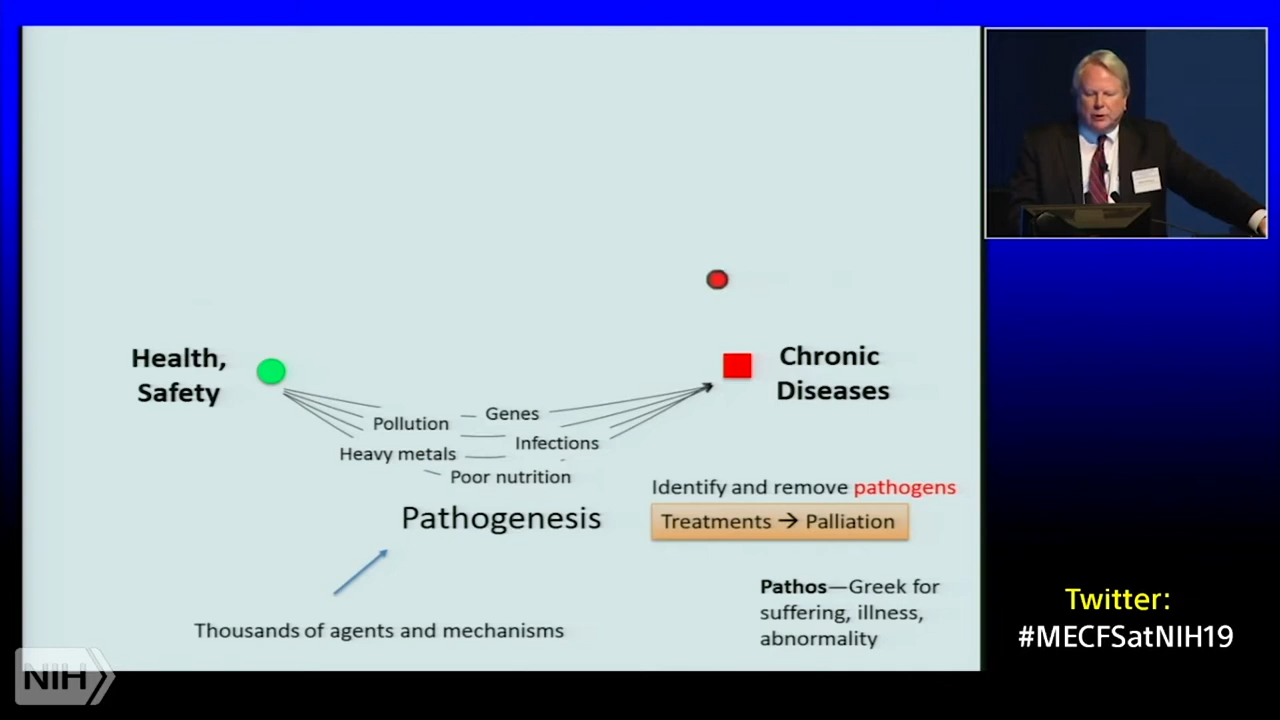 Health,
Safety
Chronic
Diseases
Pollution
Genes
Infections
Heavy metals
Poor nutrition
Pathogenesis
Identify and remove pathogens
Treatments → Palliation
Pathos—Greek for
suffering, illness,
abnormality
Thousands of agents and mechanisms
Twitter:
#MECFSatNIH19
NIH